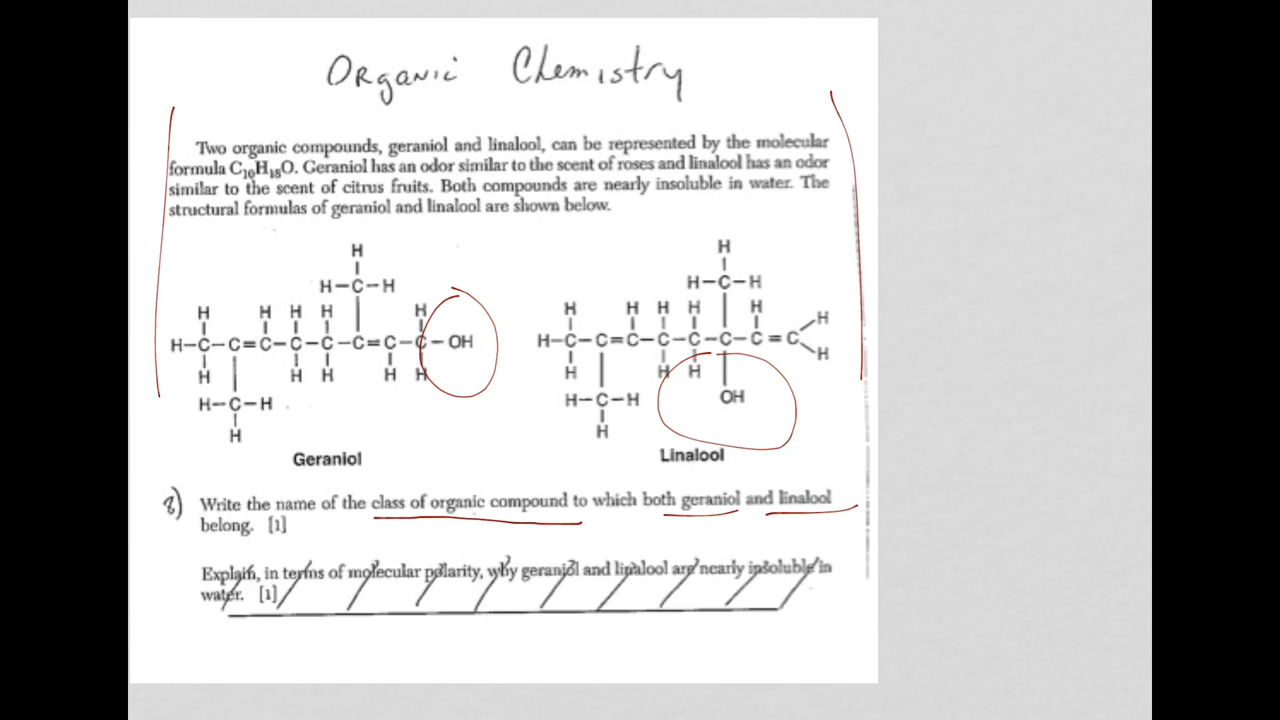 Organic Chemistry
Two organic compounds, geraniol and linalool, can be represented by the molecular
formula C₁₀H₁₈O. Geraniol has an odor similar to the scent of roses and linalool has an odor
similar to the scent of citrus fruits. Both compounds are nearly insoluble in water. The
structural formulas of geraniol and linalool are shown below.
H H
H-C-H H-C-H
H H H H H H H H H H H
H-C-C=C-C-C-C=C-C-OH H-C-C=C-C-C-C-C=C H
H H H H H H H H H
H-C-H H-C-H OH
H H
Geraniol Linalool
8) Write the name of the class of organic compound to which both geraniol and linalool
belong. [1]
Explain, in terms of molecular polarity, why geraniol and linalool are nearly insoluble in
water. [1]